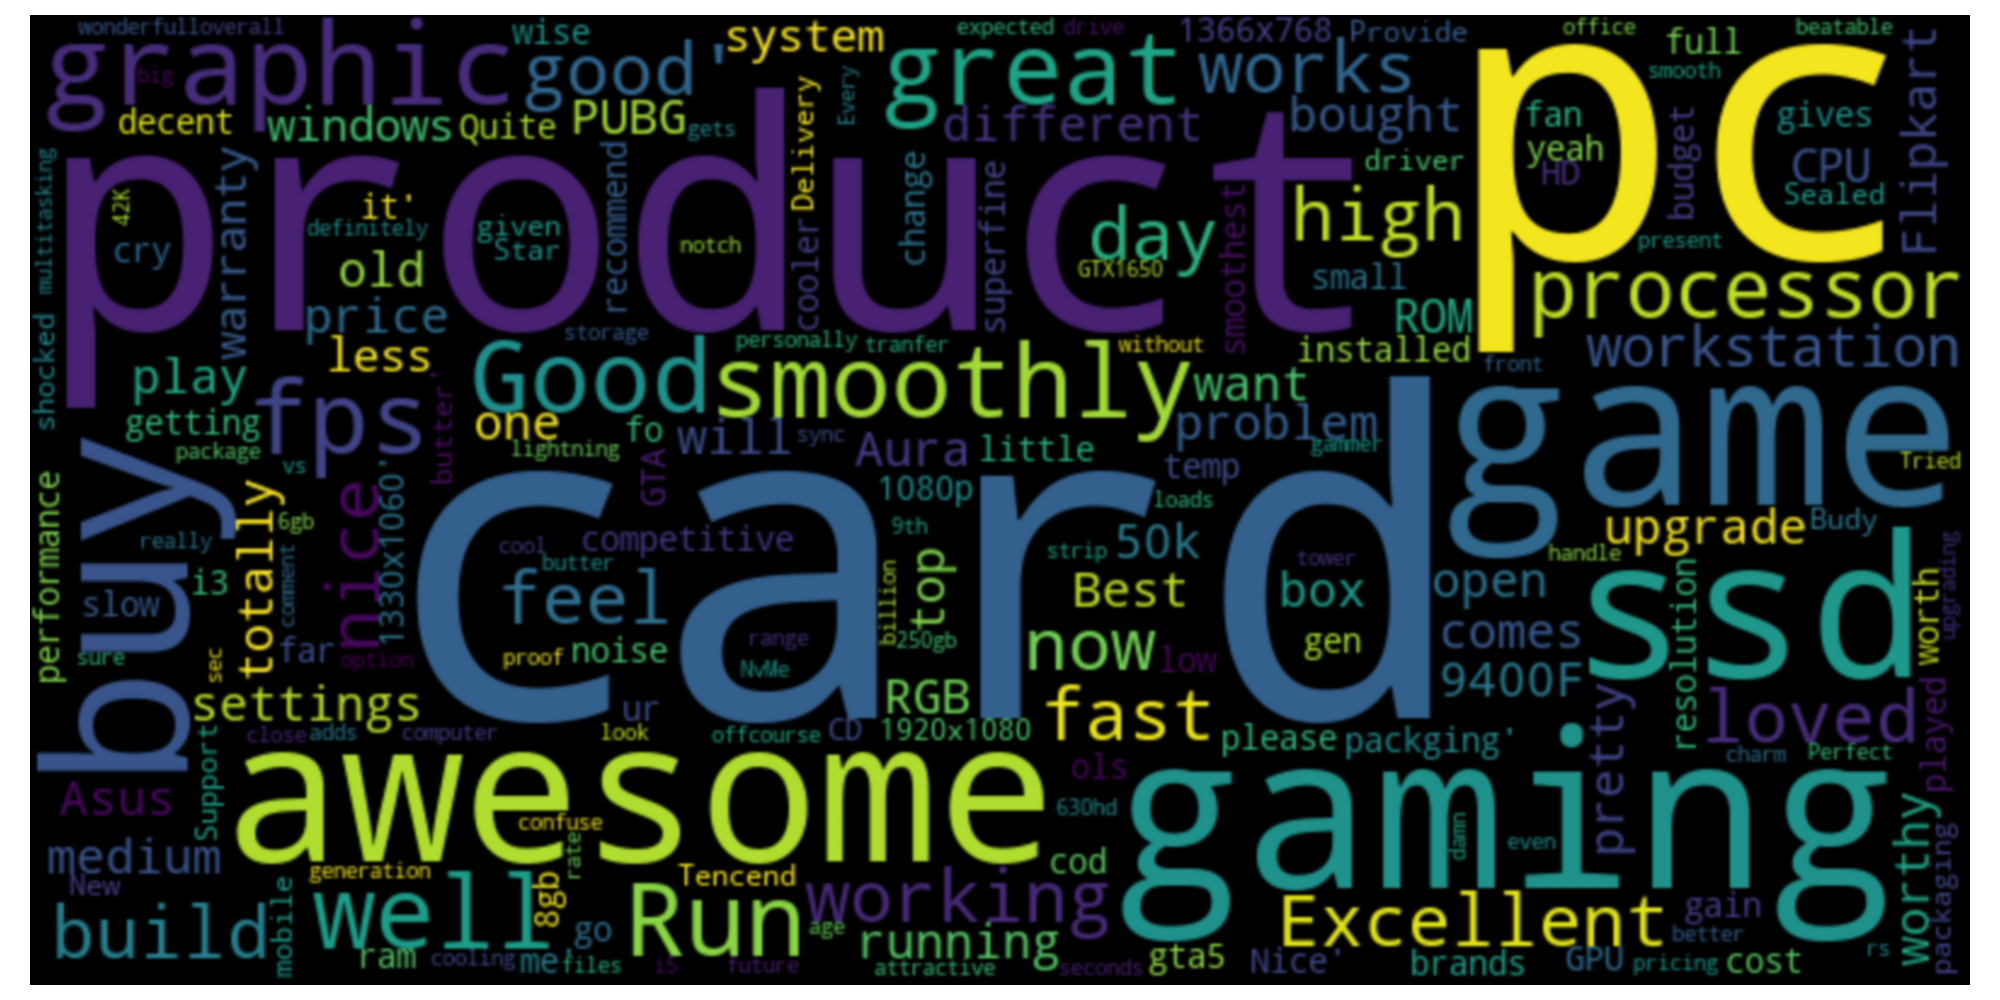 wonderfuloverall
graphic
big
wise
good'
system
great
expected
drive
1366x768
Provide
works
office
full
beatable
smooth
pc
Flipkart
decent
windows
Quite
PUBG
gets
Delivery
Every
different
bought
driver
fan
yeah
HD
budget
gives
CPU
Sealed
present
product
multitasking
42K
cry
warranty
it'
definitely
given
Star
old
price
less
recommend
notch
cooler
change
superfine
day
GTX1650
smoothest
high
small
ROM
installed
processor
workstation
front
shocked
play
getting
package
fps
vs
butter'
storage
personally
tranfer
without
Good
smoothly
want
one
lightning
fo
will
sync
Aura
little
problem
gammer
temp
loads
game
Tried
upgrade
Budy
handle
buy
performance
really
slow
i3
sure
sec
totally
6gb
comment
nice
1330x1060'
far
option
GTA
card
cool
competitive
butter
feel
proof
noise
range
NvMe
1080p
9th
billion
top
250gb
strip
50k
Best
tower
box
now
low
gen
open
comes
9400F
ssd
resolution
worth
upgrading
settings
close
adds
computer
ur
look
offcourse
CD
RGB
1920x1080
fast
please
packging'
pretty
loved
charm
Perfect
played
Asus
Support
awesome
confuse
rate
ols
630hd
cod
gaming
damn
even
worthy
packaging
medium
New
build
mobile
generation
well
8gb
ram
cooling
me'
go
files
Run
Tencend
i5
future
age
working
running
attractive
seconds
gta5
Excellent
Nice'
brands
GPU
gain
better
pricing
cost
rs